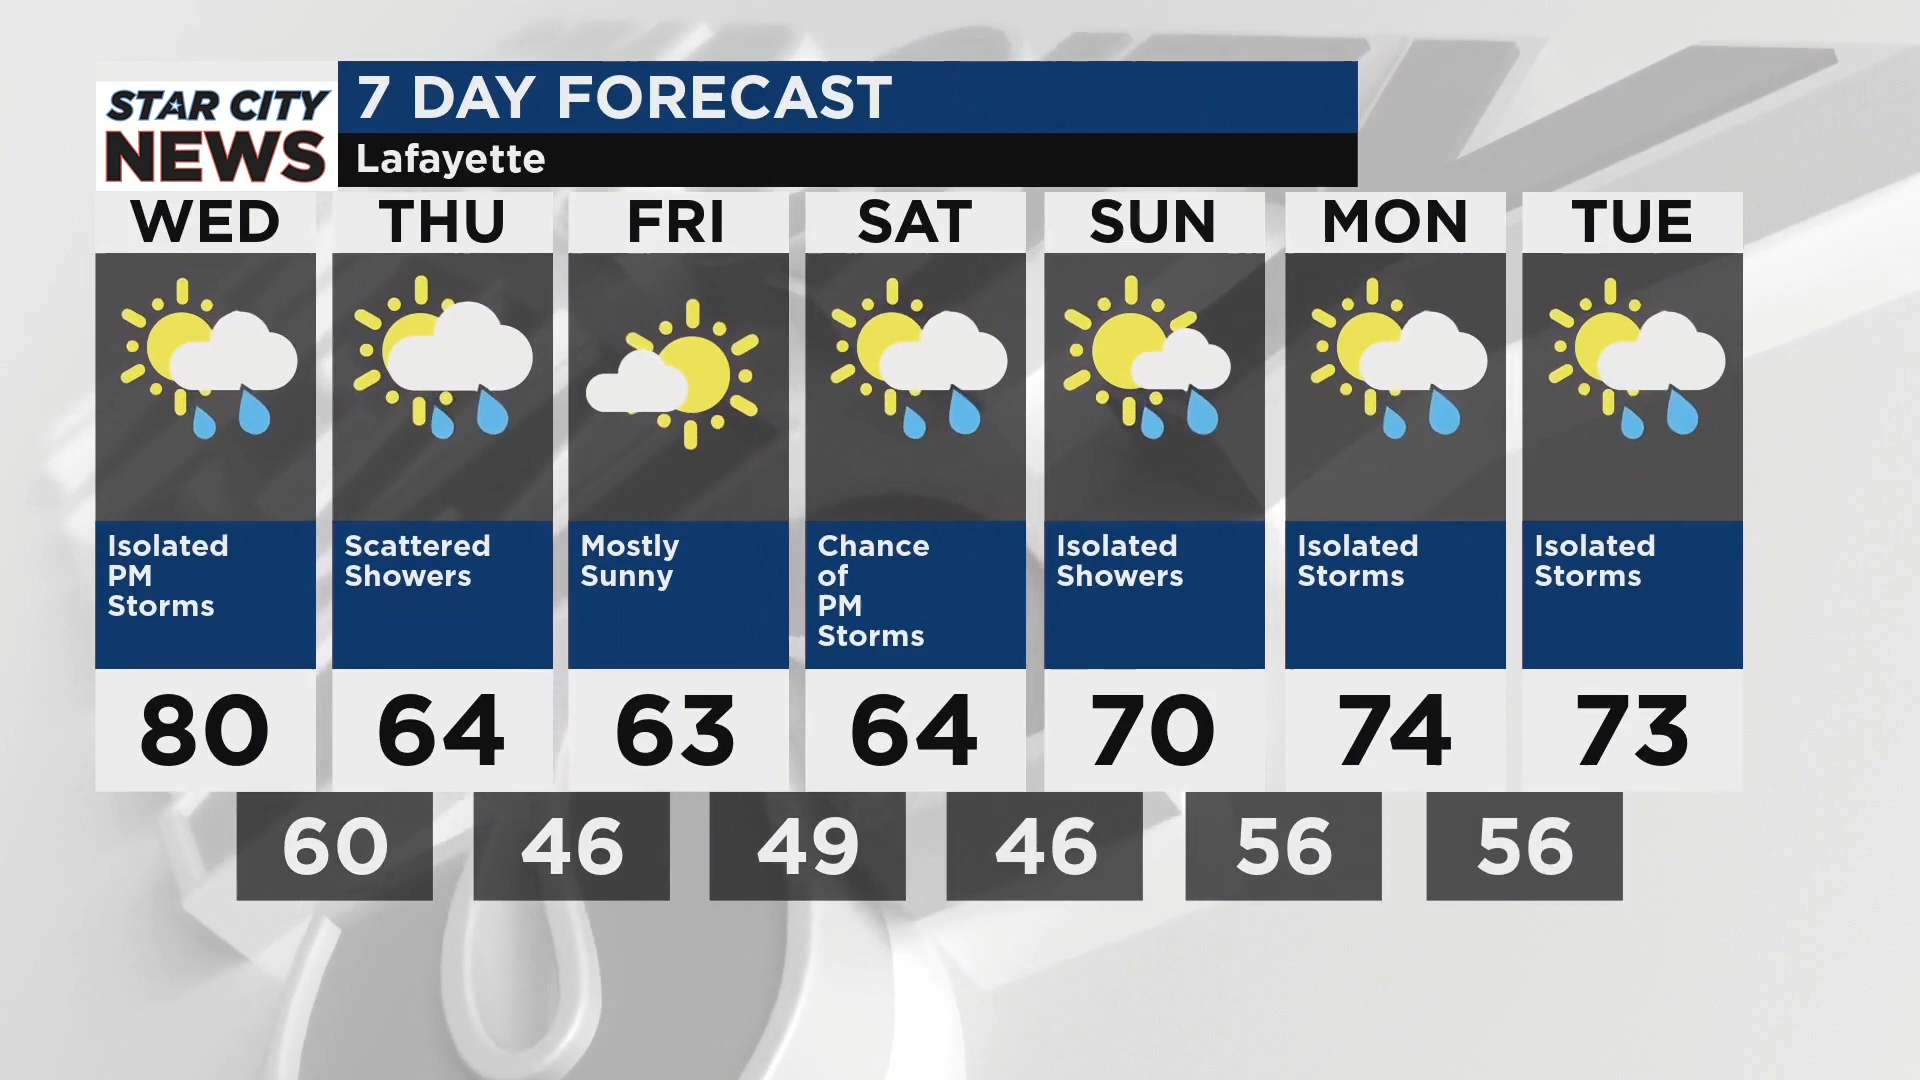 STAR CITY
NEWS
7 DAY FORECAST
Lafayette
WED THU FRI SAT SUN MON TUE
Isolated
PM
Storms
Scattered
Showers
Mostly
Sunny
Chance
of
PM
Storms
Isolated
Showers
Isolated
Storms
Isolated
Storms
80 64 63 64 70 74 73
60 46 49 46 56 56